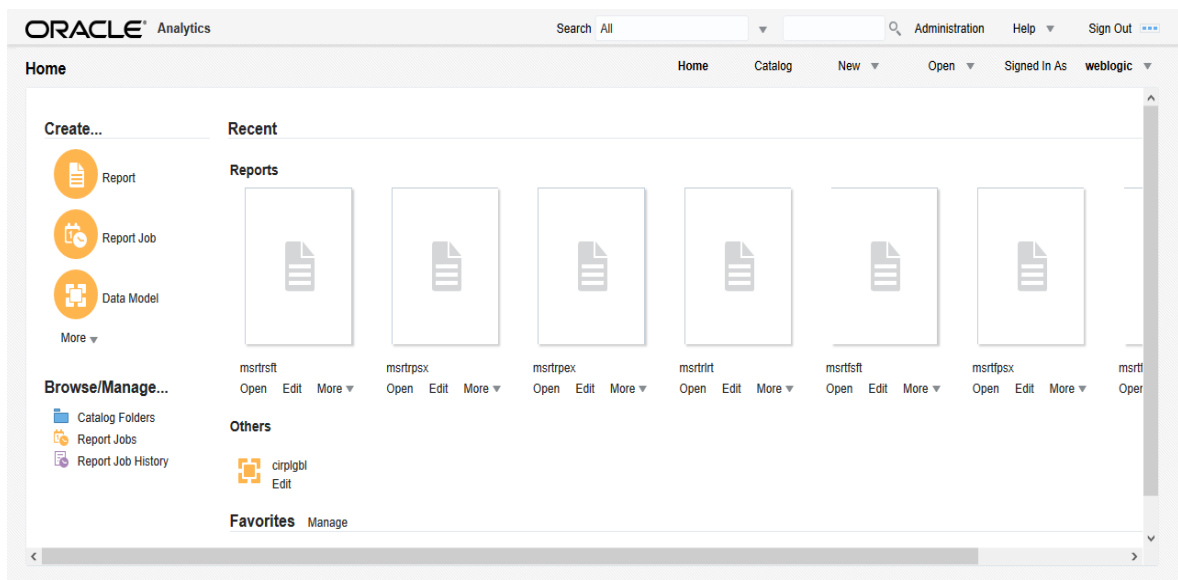 ORACLE® Analytics Search All Administration Help Sign Out
Home Home Catalog New Open Signed In As weblogic
Create...
Report
Report Job
Data Model
More
Browse/Manage...
Catalog Folders
Report Jobs
Report Job History
Recent
Reports
msrtrsft msrtrpsx msrtrpex msrtrlrt msrtfsft msrtfpsx
Open Edit More Open Edit More Open Edit More Open Edit More Open Edit More Open Edit More
Others
cirplgbl
Edit
Favorites Manage